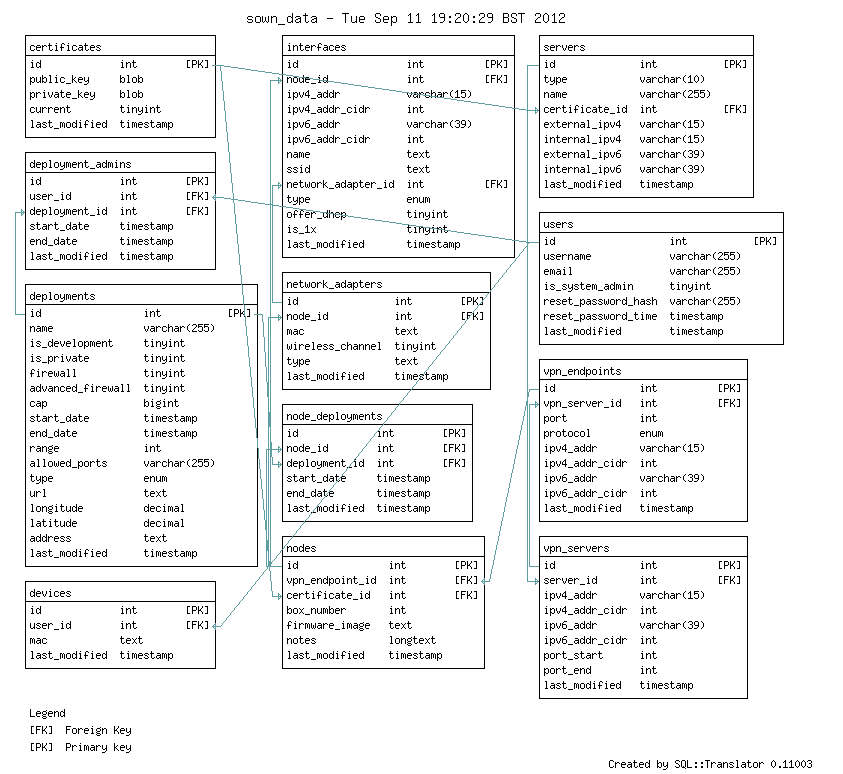 sown_data - Tue Sep 11 19:20:29 BST 2012
certificates
id int [PK]
public_key blob
private_key blob
current tinyint
last_modified timestamp
deployment_admins
id int [PK]
user_id int [FK]
deployment_id int [FK]
start_date timestamp
end_date timestamp
last_modified timestamp
deployments
id int [PK]
name varchar(255)
is_development tinyint
is_private tinyint
firewall tinyint
advanced_firewall tinyint
cap bigint
start_date timestamp
end_date timestamp
range int
allowed_ports varchar(255)
type enum
url text
longitude decimal
latitude decimal
address text
last_modified timestamp
devices
id int [PK]
user_id int [FK]
mac text
last_modified timestamp
interfaces
id int [PK]
node_id int [FK]
ipv4_addr varchar(15)
ipv4_addr_cidr int
ipv6_addr varchar(39)
ipv6_addr_cidr int
name text
ssid text
network_adapter_id int [FK]
type enum
offer_dhcp tinyint
is_1x tinyint
last_modified timestamp
network_adapters
id int [PK]
node_id int [FK]
mac text
wireless_channel tinyint
type text
last_modified timestamp
node_deployments
id int [PK]
node_id int [FK]
deployment_id int [FK]
start_date timestamp
end_date timestamp
last_modified timestamp
nodes
id int [PK]
vpn_endpoint_id int [FK]
certificate_id int [FK]
box_number int
firmware_image text
notes longtext
last_modified timestamp
servers
id int [PK]
type varchar(10)
name varchar(255)
certificate_id int [FK]
external_ipv4 varchar(15)
internal_ipv4 varchar(15)
external_ipv6 varchar(39)
internal_ipv6 varchar(39)
last_modified timestamp
users
id int [PK]
username varchar(255)
email varchar(255)
is_system_admin tinyint
reset_password_hash varchar(255)
reset_password_time timestamp
last_modified timestamp
vpn_endpoints
id int [PK]
vpn_server_id int [FK]
port int
protocol enum
ipv4_addr varchar(15)
ipv4_addr_cidr int
ipv6_addr varchar(39)
ipv6_addr_cidr int
last_modified timestamp
vpn_servers
id int [PK]
server_id int [FK]
ipv4_addr varchar(15)
ipv4_addr_cidr int
ipv6_addr varchar(39)
ipv6_addr_cidr int
port_start int
port_end int
last_modified timestamp
Legend
[FK] Foreign Key
[PK] Primary key
Created by SQL::Translator 0.11003